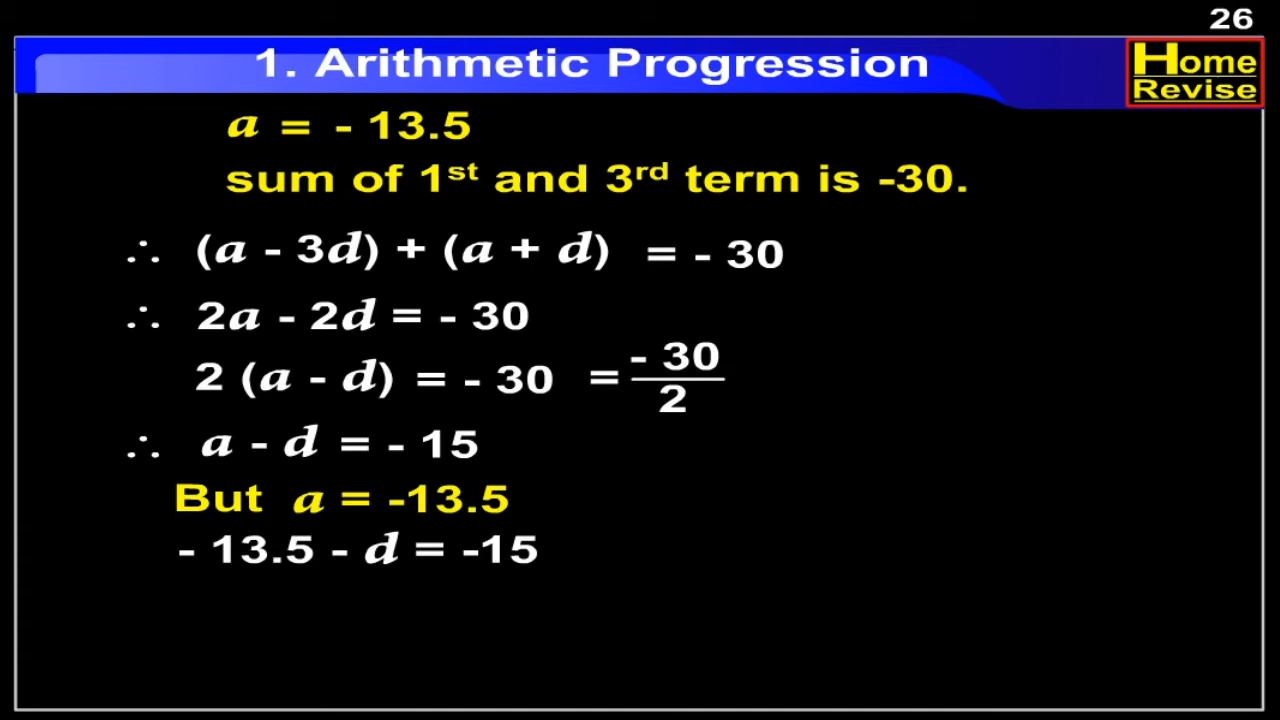 26
1. Arithmetic Progression
Home
Revise
a = - 13.5
sum of 1st and 3rd term is -30.
∴ (a - 3d) + (a + d) = - 30
∴ 2a - 2d = - 30
2 (a - d) = - 30 = - 30 / 2
∴ a - d = - 15
But a = -13.5
- 13.5 - d = -15